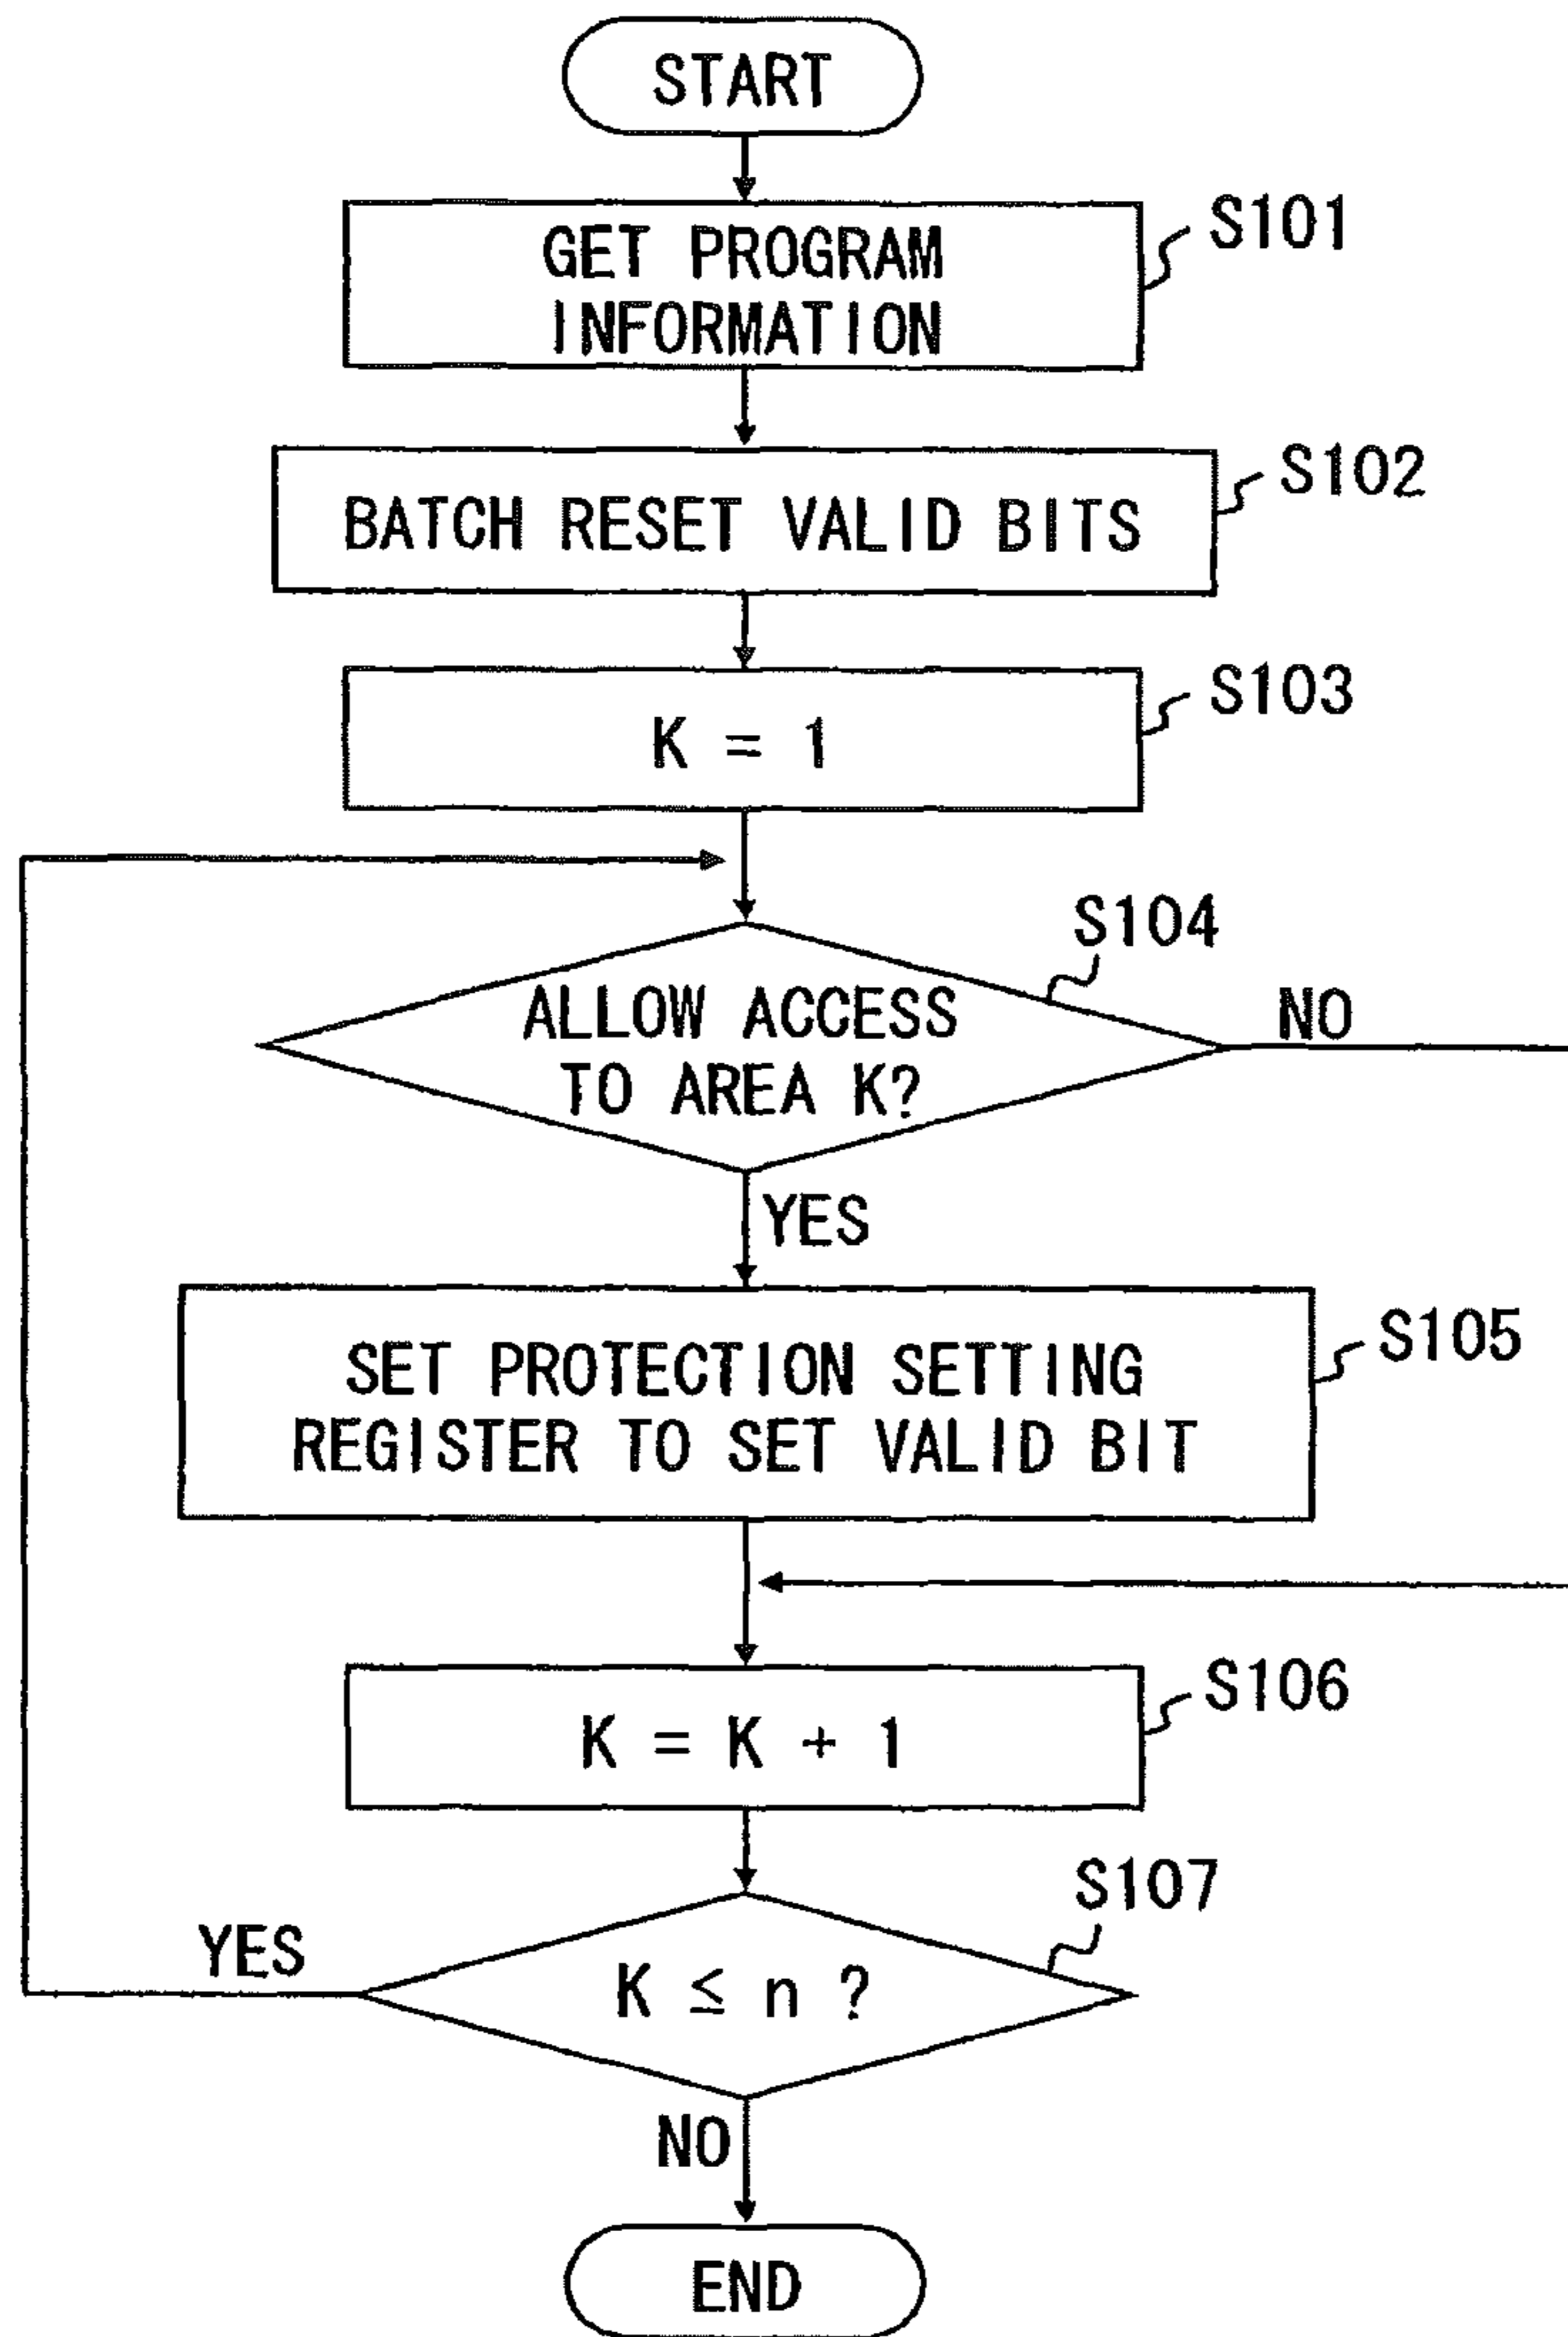 START
GET PROGRAM
INFORMATION
S101
BATCH RESET VALID BITS
S102
K = 1
S103
ALLOW ACCESS
TO AREA K?
S104
NO
YES
SET PROTECTION SETTING
REGISTER TO SET VALID BIT
S105
K = K + 1
S106
K ≤ n ?
S107
YES
NO
END